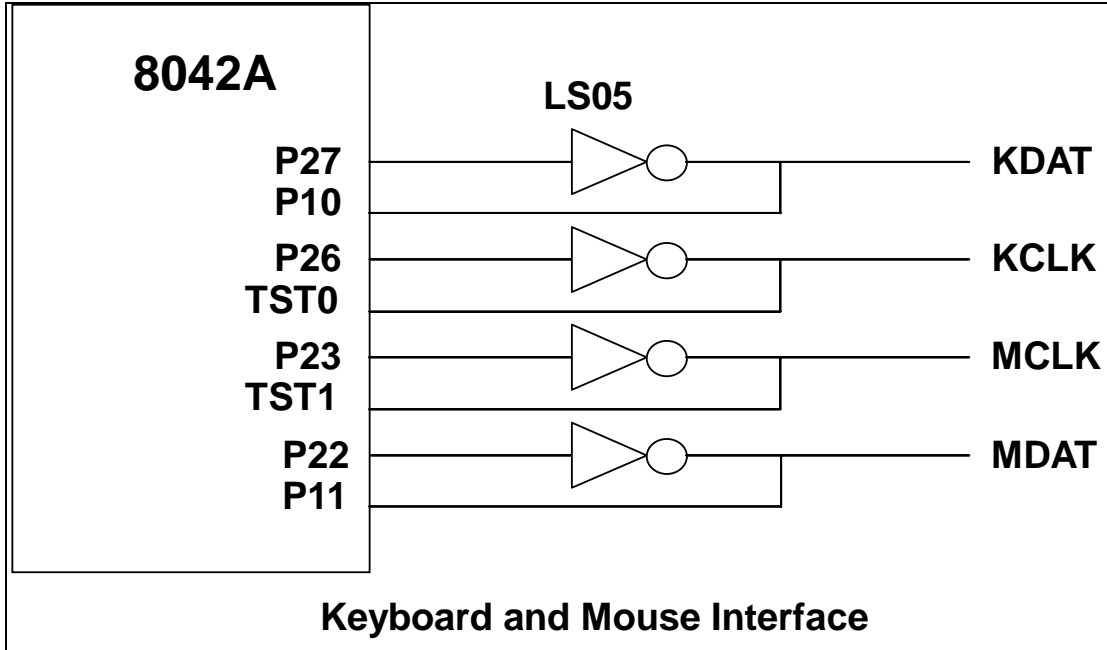 8042A
LS05
P27
KDAT
P10
P26
KCLK
TST0
P23
MCLK
TST1
P22
MDAT
P11
Keyboard and Mouse Interface